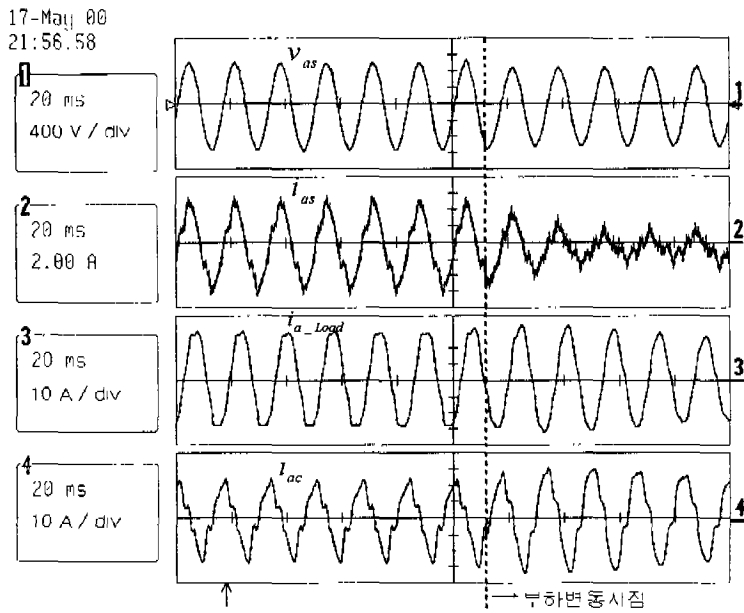 17-May 00
21:56.58
1
20 ms
400 V / div
v_as
1
2
20 ms
2.00 A
i_as
2
3
20 ms
10 A / div
i_a_Load
3
4
20 ms
10 A / div
i_ac
4
→ 부하변동시점